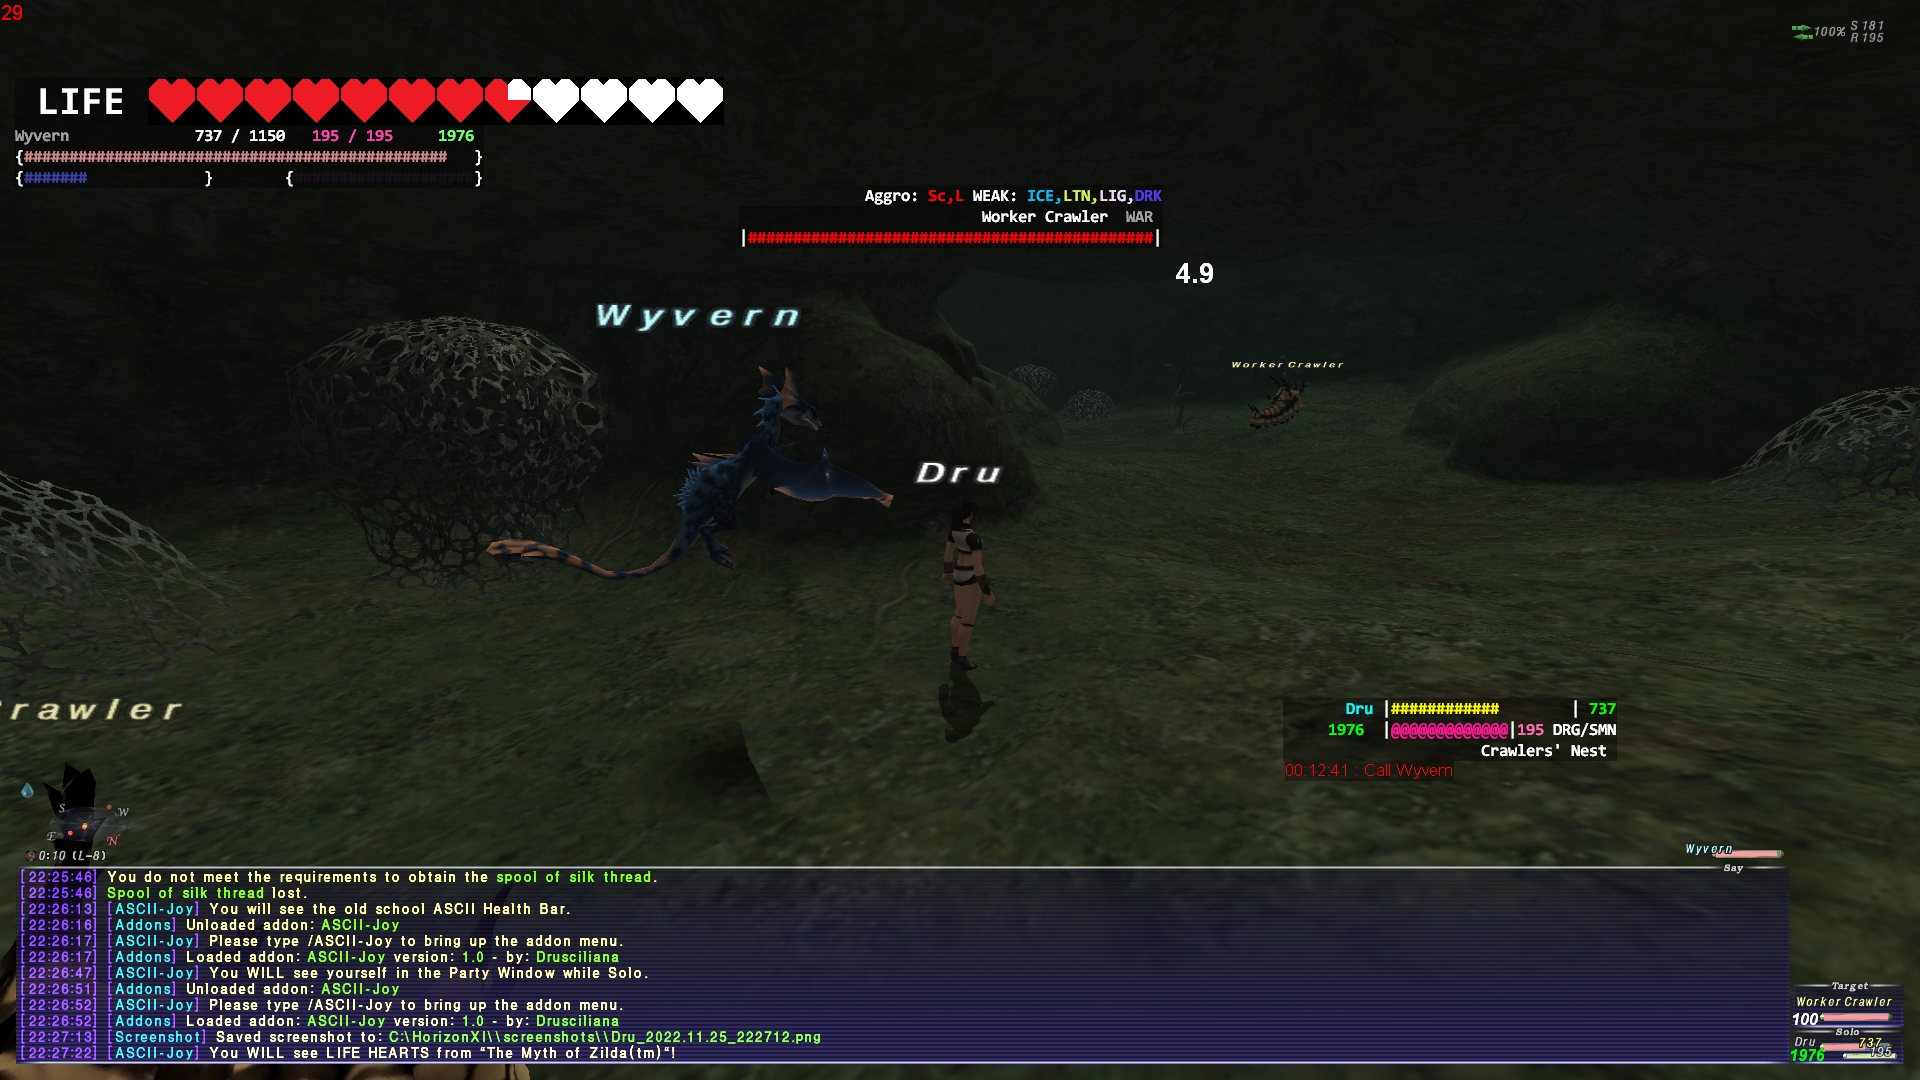 29
100% S 181
R 195
LIFE
Wyvern 737 / 1150 195 / 195 1976
{############################################### }
{####### } { }
Aggro: Sc,L WEAK: ICE,LTN,LIG,DRK
Worker Crawler WAR
|#############################################|
4.9
Wyvern
Worker Crawler
Dru
rawler
Dru |############ | 737
1976 |@@@@@@@@@@@@@|195 DRG/SMN
Crawlers' Nest
00:12:41 : Call Wyvern
S W
E N
0:10 (L-8)
Wyvern
Say
[22:25:46] You do not meet the requirements to obtain the spool of silk thread.
[22:25:46] Spool of silk thread lost.
[22:26:13] [ASCII-Joy] You will see the old school ASCII Health Bar.
[22:26:16] [Addons] Unloaded addon: ASCII-Joy
[22:26:17] [ASCII-Joy] Please type /ASCII-Joy to bring up the addon menu.
[22:26:17] [Addons] Loaded addon: ASCII-Joy version: 1.0 - by: Drusciliana
[22:26:47] [ASCII-Joy] You WILL see yourself in the Party Window while Solo.
[22:26:51] [Addons] Unloaded addon: ASCII-Joy
[22:26:52] [ASCII-Joy] Please type /ASCII-Joy to bring up the addon menu.
[22:26:52] [Addons] Loaded addon: ASCII-Joy version: 1.0 - by: Drusciliana
[22:27:13] [Screenshot] Saved screenshot to: C:\HorizonXI\\screenshots\\Dru_2022.11.25_222712.png
[22:27:22] [ASCII-Joy] You WILL see LIFE HEARTS from "The Myth of Zilda(tm)"!
Target
Worker Crawler
100
Solo
Dru 737
1976 195